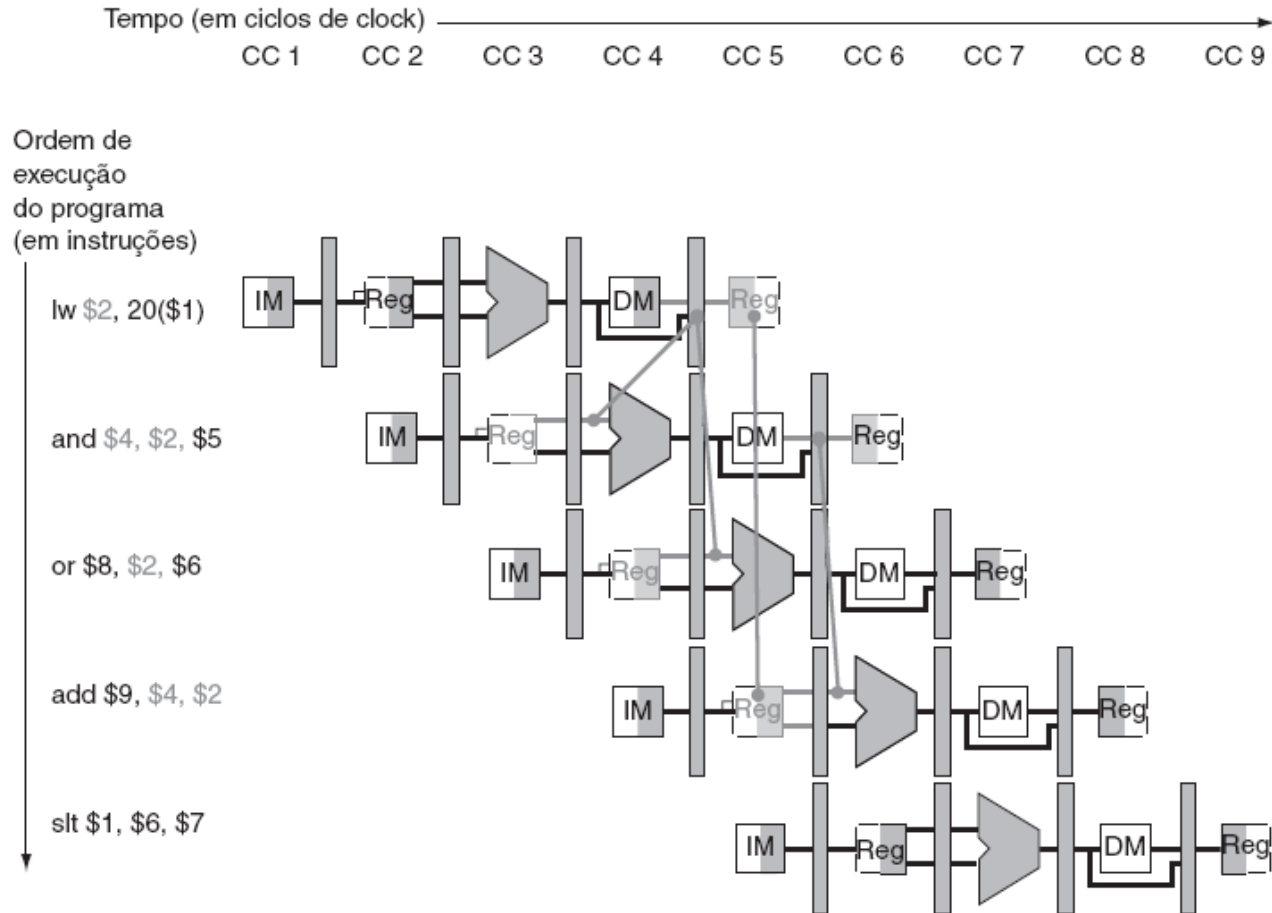 Tempo (em ciclos de clock)
CC 1 CC 2 CC 3 CC 4 CC 5 CC 6 CC 7 CC 8 CC 9
Ordem de
execução
do programa
(em instruções)
lw $2, 20($1)
IM Reg DM Reg
and $4, $2, $5
IM Reg DM Reg
or $8, $2, $6
IM Reg DM Reg
add $9, $4, $2
IM Reg DM Reg
slt $1, $6, $7
IM Reg DM Reg